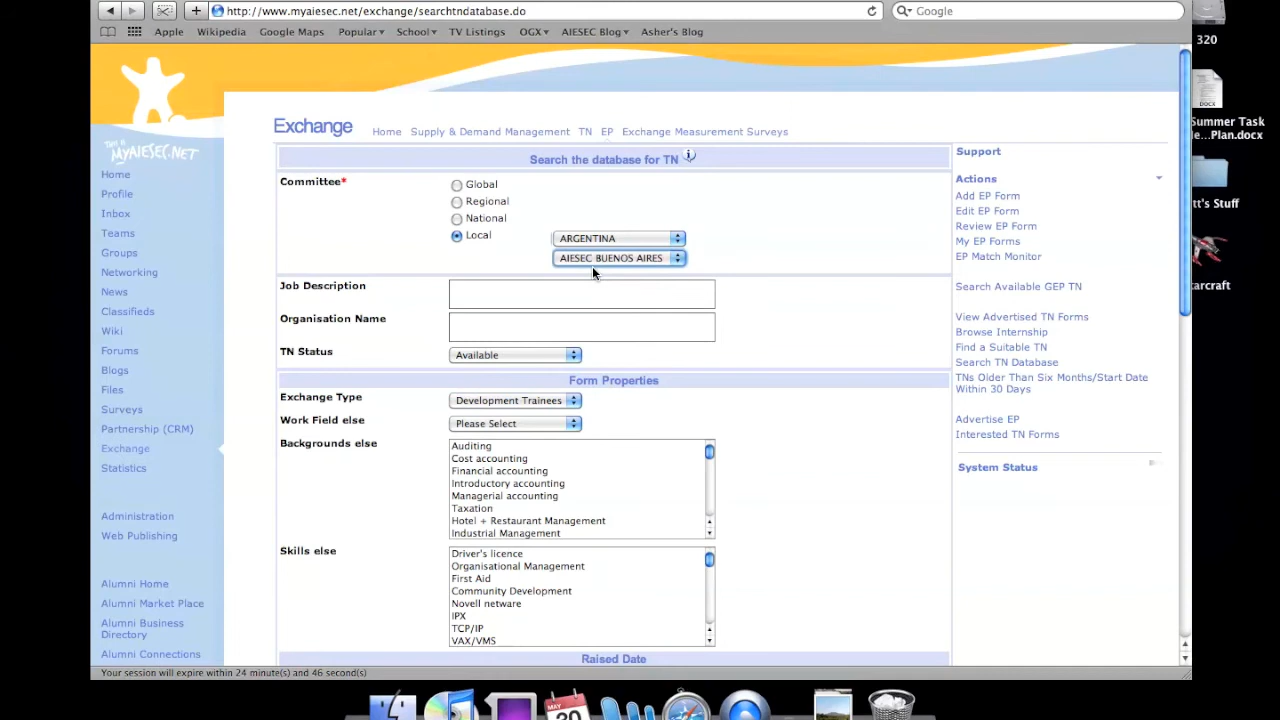 http://www.myaiesec.net/exchange/searchtndatabase.do
Google
Apple Wikipedia Google Maps Popular School TV Listings OGX AIESEC Blog Asher's Blog
320
DOCX
Summer Task
Plan.docx
tt's Stuff
tarcraft
This is
MYAIESEC.NET
Home
Profile
Inbox
Teams
Groups
Networking
News
Classifieds
Wiki
Forums
Blogs
Files
Surveys
Partnership (CRM)
Exchange
Statistics
Administration
Web Publishing
Alumni Home
Alumni Market Place
Alumni Business
Directory
Alumni Connections
Exchange
Home Supply & Demand Management TN EP Exchange Measurement Surveys
Search the database for TN
Committee*
Global
Regional
National
Local
ARGENTINA
AIESEC BUENOS AIRES
Job Description
Organisation Name
TN Status
Available
Form Properties
Exchange Type
Development Trainees
Work Field else
Please Select
Backgrounds else
Auditing
Cost accounting
Financial accounting
Introductory accounting
Managerial accounting
Taxation
Hotel + Restaurant Management
Industrial Management
Skills else
Driver's licence
Organisational Management
First Aid
Community Development
Novell netware
IPX
TCP/IP
VAX/VMS
Raised Date
Support
Actions
Add EP Form
Edit EP Form
Review EP Form
My EP Forms
EP Match Monitor
Search Available GEP TN
View Advertised TN Forms
Browse Internship
Find a Suitable TN
Search TN Database
TNs Older Than Six Months/Start Date
Within 30 Days
Advertise EP
Interested TN Forms
System Status
Your session will expire within 24 minute(s) and 46 second(s)